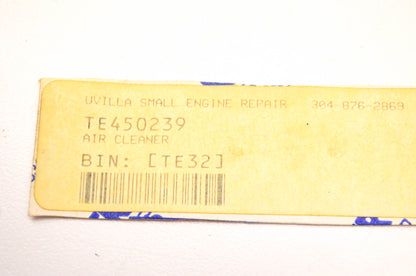 UVILLA SMALL ENGINE REPAIR 304-876-2869
TE450239
AIR CLEANER
BIN: [TE32]